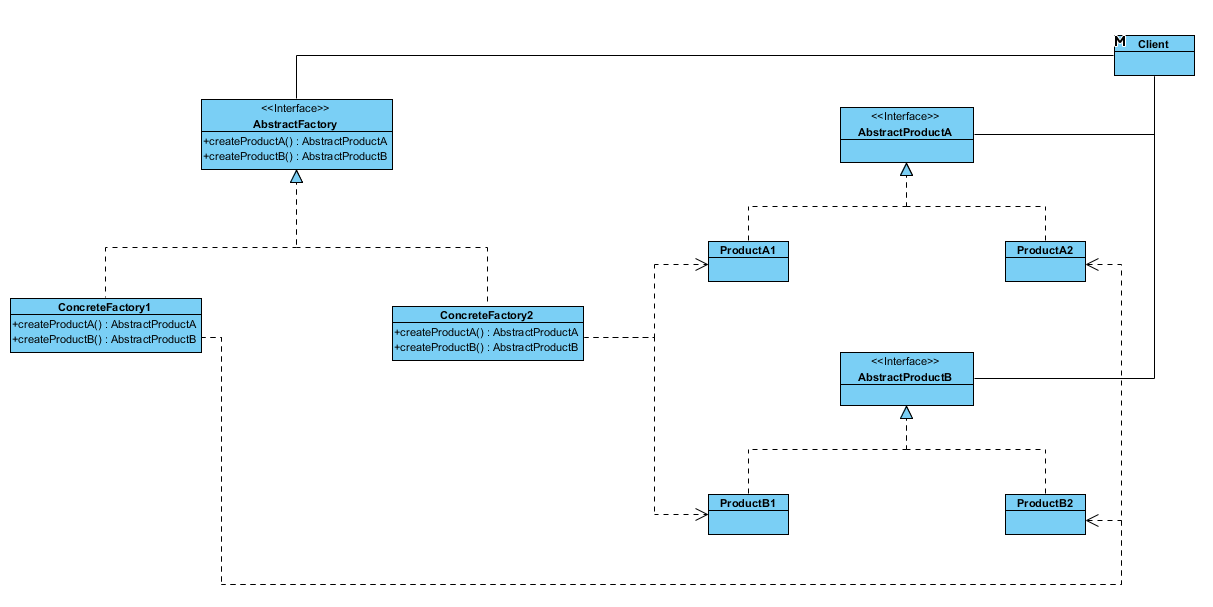 Client
<<Interface>>
AbstractFactory
+createProductA() : AbstractProductA
+createProductB() : AbstractProductB
<<Interface>>
AbstractProductA
ProductA1
ProductA2
ConcreteFactory1
+createProductA() : AbstractProductA
+createProductB() : AbstractProductB
ConcreteFactory2
+createProductA() : AbstractProductA
+createProductB() : AbstractProductB
<<Interface>>
AbstractProductB
ProductB1
ProductB2